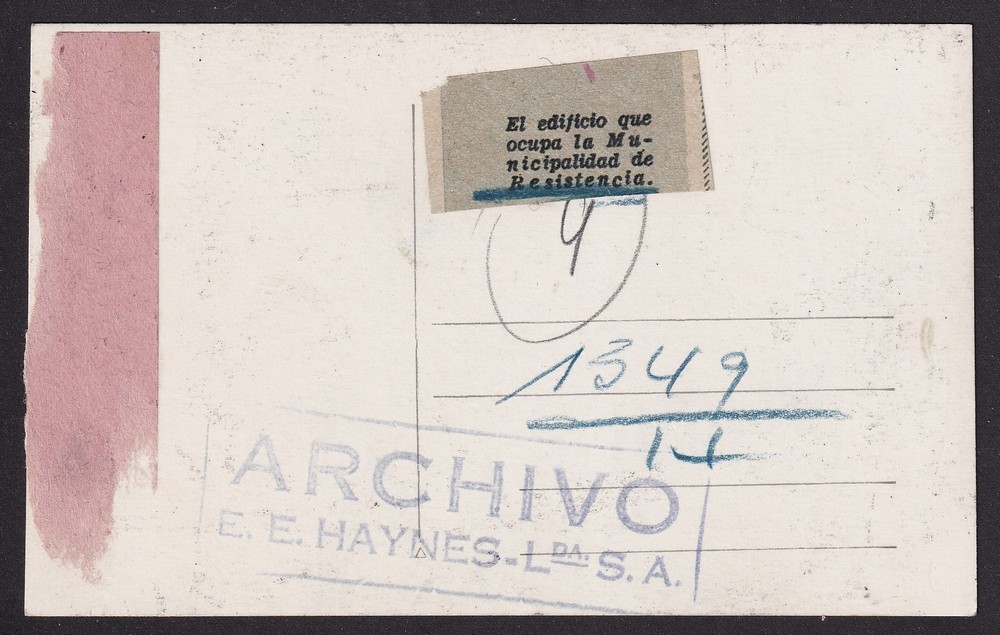 El edificio que
ocupa la Mu-
nicipalidad de
Resistencia.
9
1349
14
ARCHIVO
E. E. HAYNES-LDA. S. A.